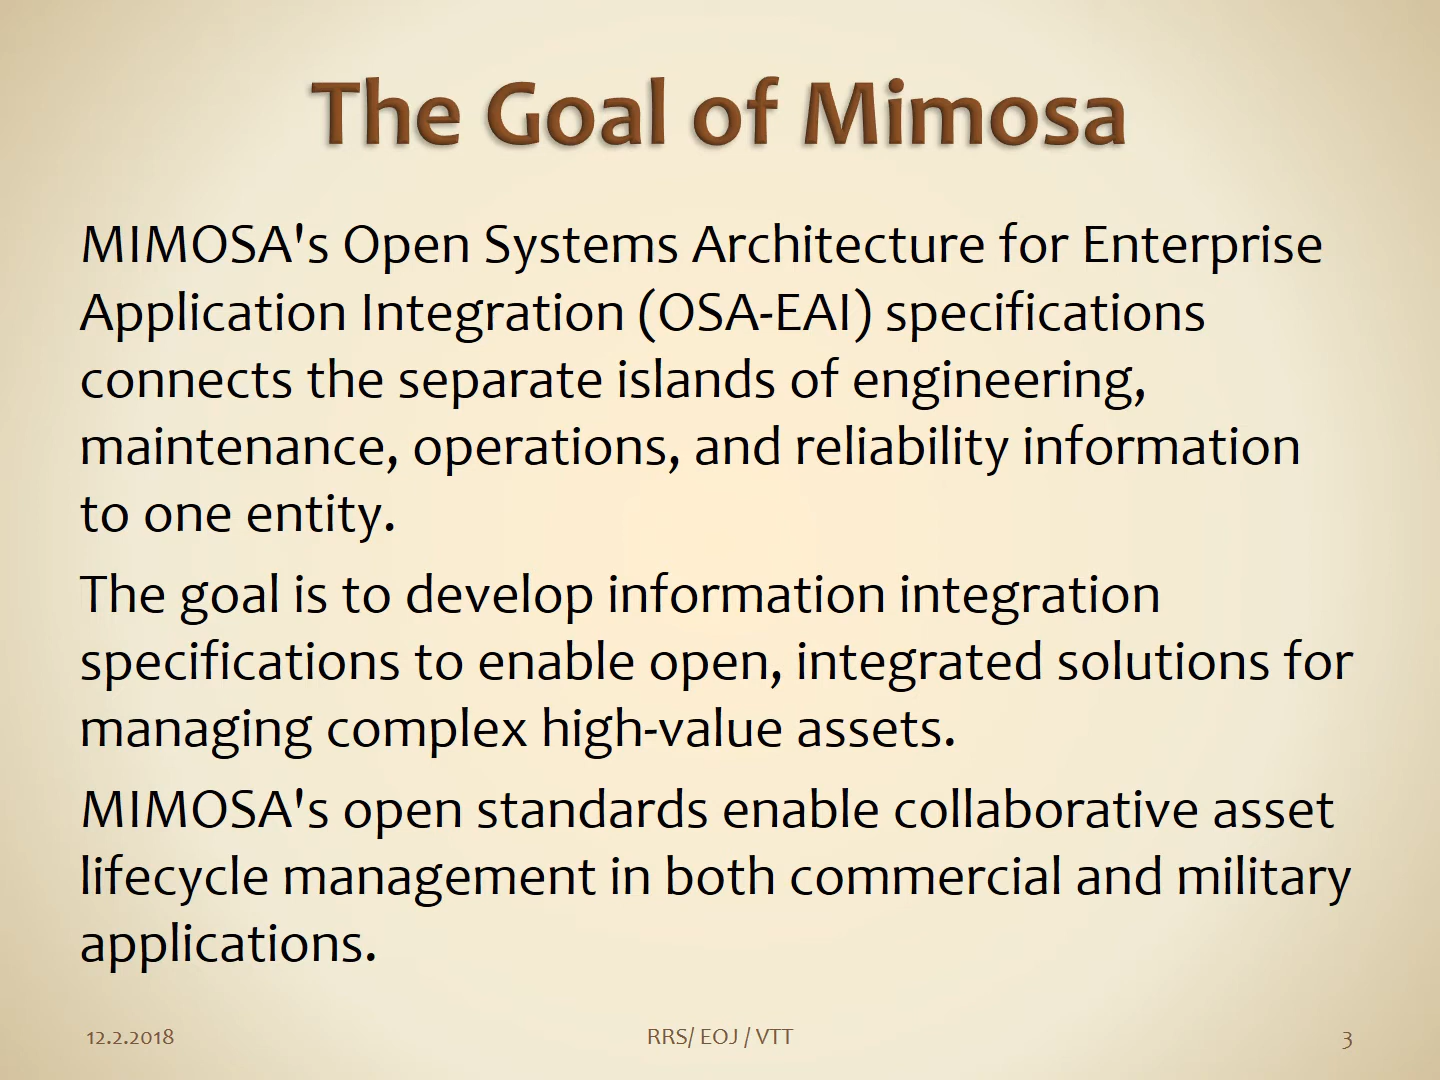 The Goal of Mimosa
MIMOSA's Open Systems Architecture for Enterprise
Application Integration (OSA-EAI) specifications
connects the separate islands of engineering,
maintenance, operations, and reliability information
to one entity.
The goal is to develop information integration
specifications to enable open, integrated solutions for
managing complex high-value assets.
MIMOSA's open standards enable collaborative asset
lifecycle management in both commercial and military
applications.
12.2.2018
RRS/ EOJ / VTT
3